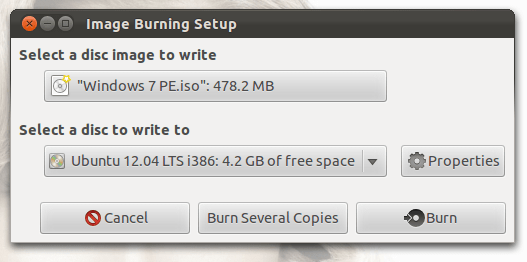 Image Burning Setup
Select a disc image to write
"Windows 7 PE.iso": 478.2 MB
Select a disc to write to
Ubuntu 12.04 LTS i386: 4.2 GB of free space
Properties
Cancel
Burn Several Copies
Burn